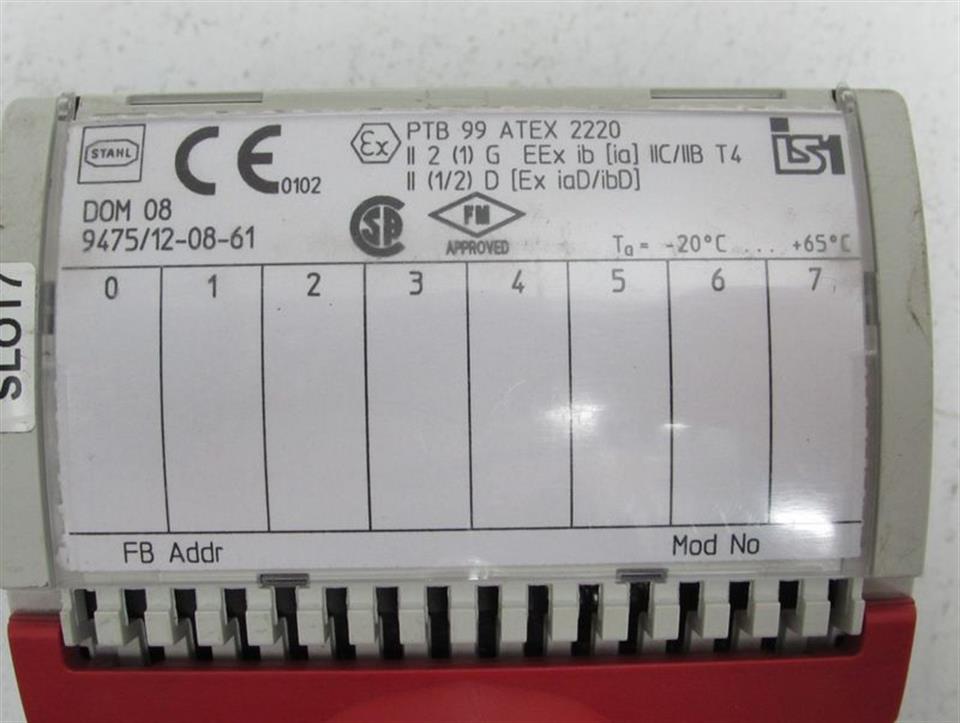 STAHL
CE 0102
Ex
PTB 99 ATEX 2220
II 2 (1) G EEx ib [ia] IIC/IIB T4
II (1/2) D [Ex iaD/ibD]
IS1
DOM 08
9475/12-08-61
SP
FM
APPROVED
Ta = -20°C ... +65°C
0 1 2 3 4 5 6 7
FB Addr
Mod No
SLOT7